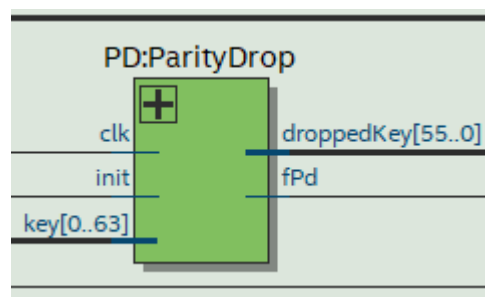 PD:ParityDrop
clk
droppedKey[55..0]
init
fPd
key[0..63]